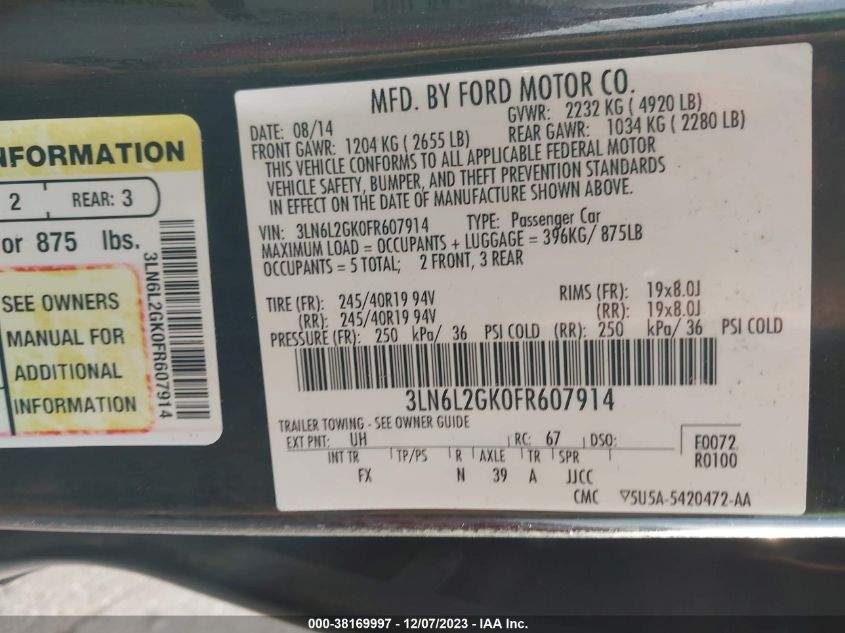 NFORMATION
2 REAR: 3
or 875 lbs.
SEE OWNERS
MANUAL FOR
ADDITIONAL
INFORMATION
3LN6L2GK0FR607914
MFD. BY FORD MOTOR CO.
DATE: 08/14 GVWR: 2232 KG ( 4920 LB)
FRONT GAWR: 1204 KG ( 2655 LB) REAR GAWR: 1034 KG ( 2280 LB)
THIS VEHICLE CONFORMS TO ALL APPLICABLE FEDERAL MOTOR
VEHICLE SAFETY, BUMPER, AND THEFT PREVENTION STANDARDS
IN EFFECT ON THE DATE OF MANUFACTURE SHOWN ABOVE.
VIN: 3LN6L2GK0FR607914 TYPE: Passenger Car
MAXIMUM LOAD = OCCUPANTS + LUGGAGE = 396KG/ 875LB
OCCUPANTS = 5 TOTAL; 2 FRONT, 3 REAR
TIRE (FR): 245/40R19 94V RIMS (FR): 19x8.0J
(RR): 245/40R19 94V (RR): 19x8.0J
PRESSURE (FR): 250 kPa/ 36 PSI COLD (RR): 250 kPa/ 36 PSI COLD
3LN6L2GK0FR607914
TRAILER TOWING - SEE OWNER GUIDE
EXT PNT: UH RC: 67 DSO: F0072
INT TR TP/PS R AXLE TR SPR R0100
FX N 39 A JJCC
CMC ▽5U5A-5420472-AA
000-38169997 - 12/07/2023 - IAA Inc.